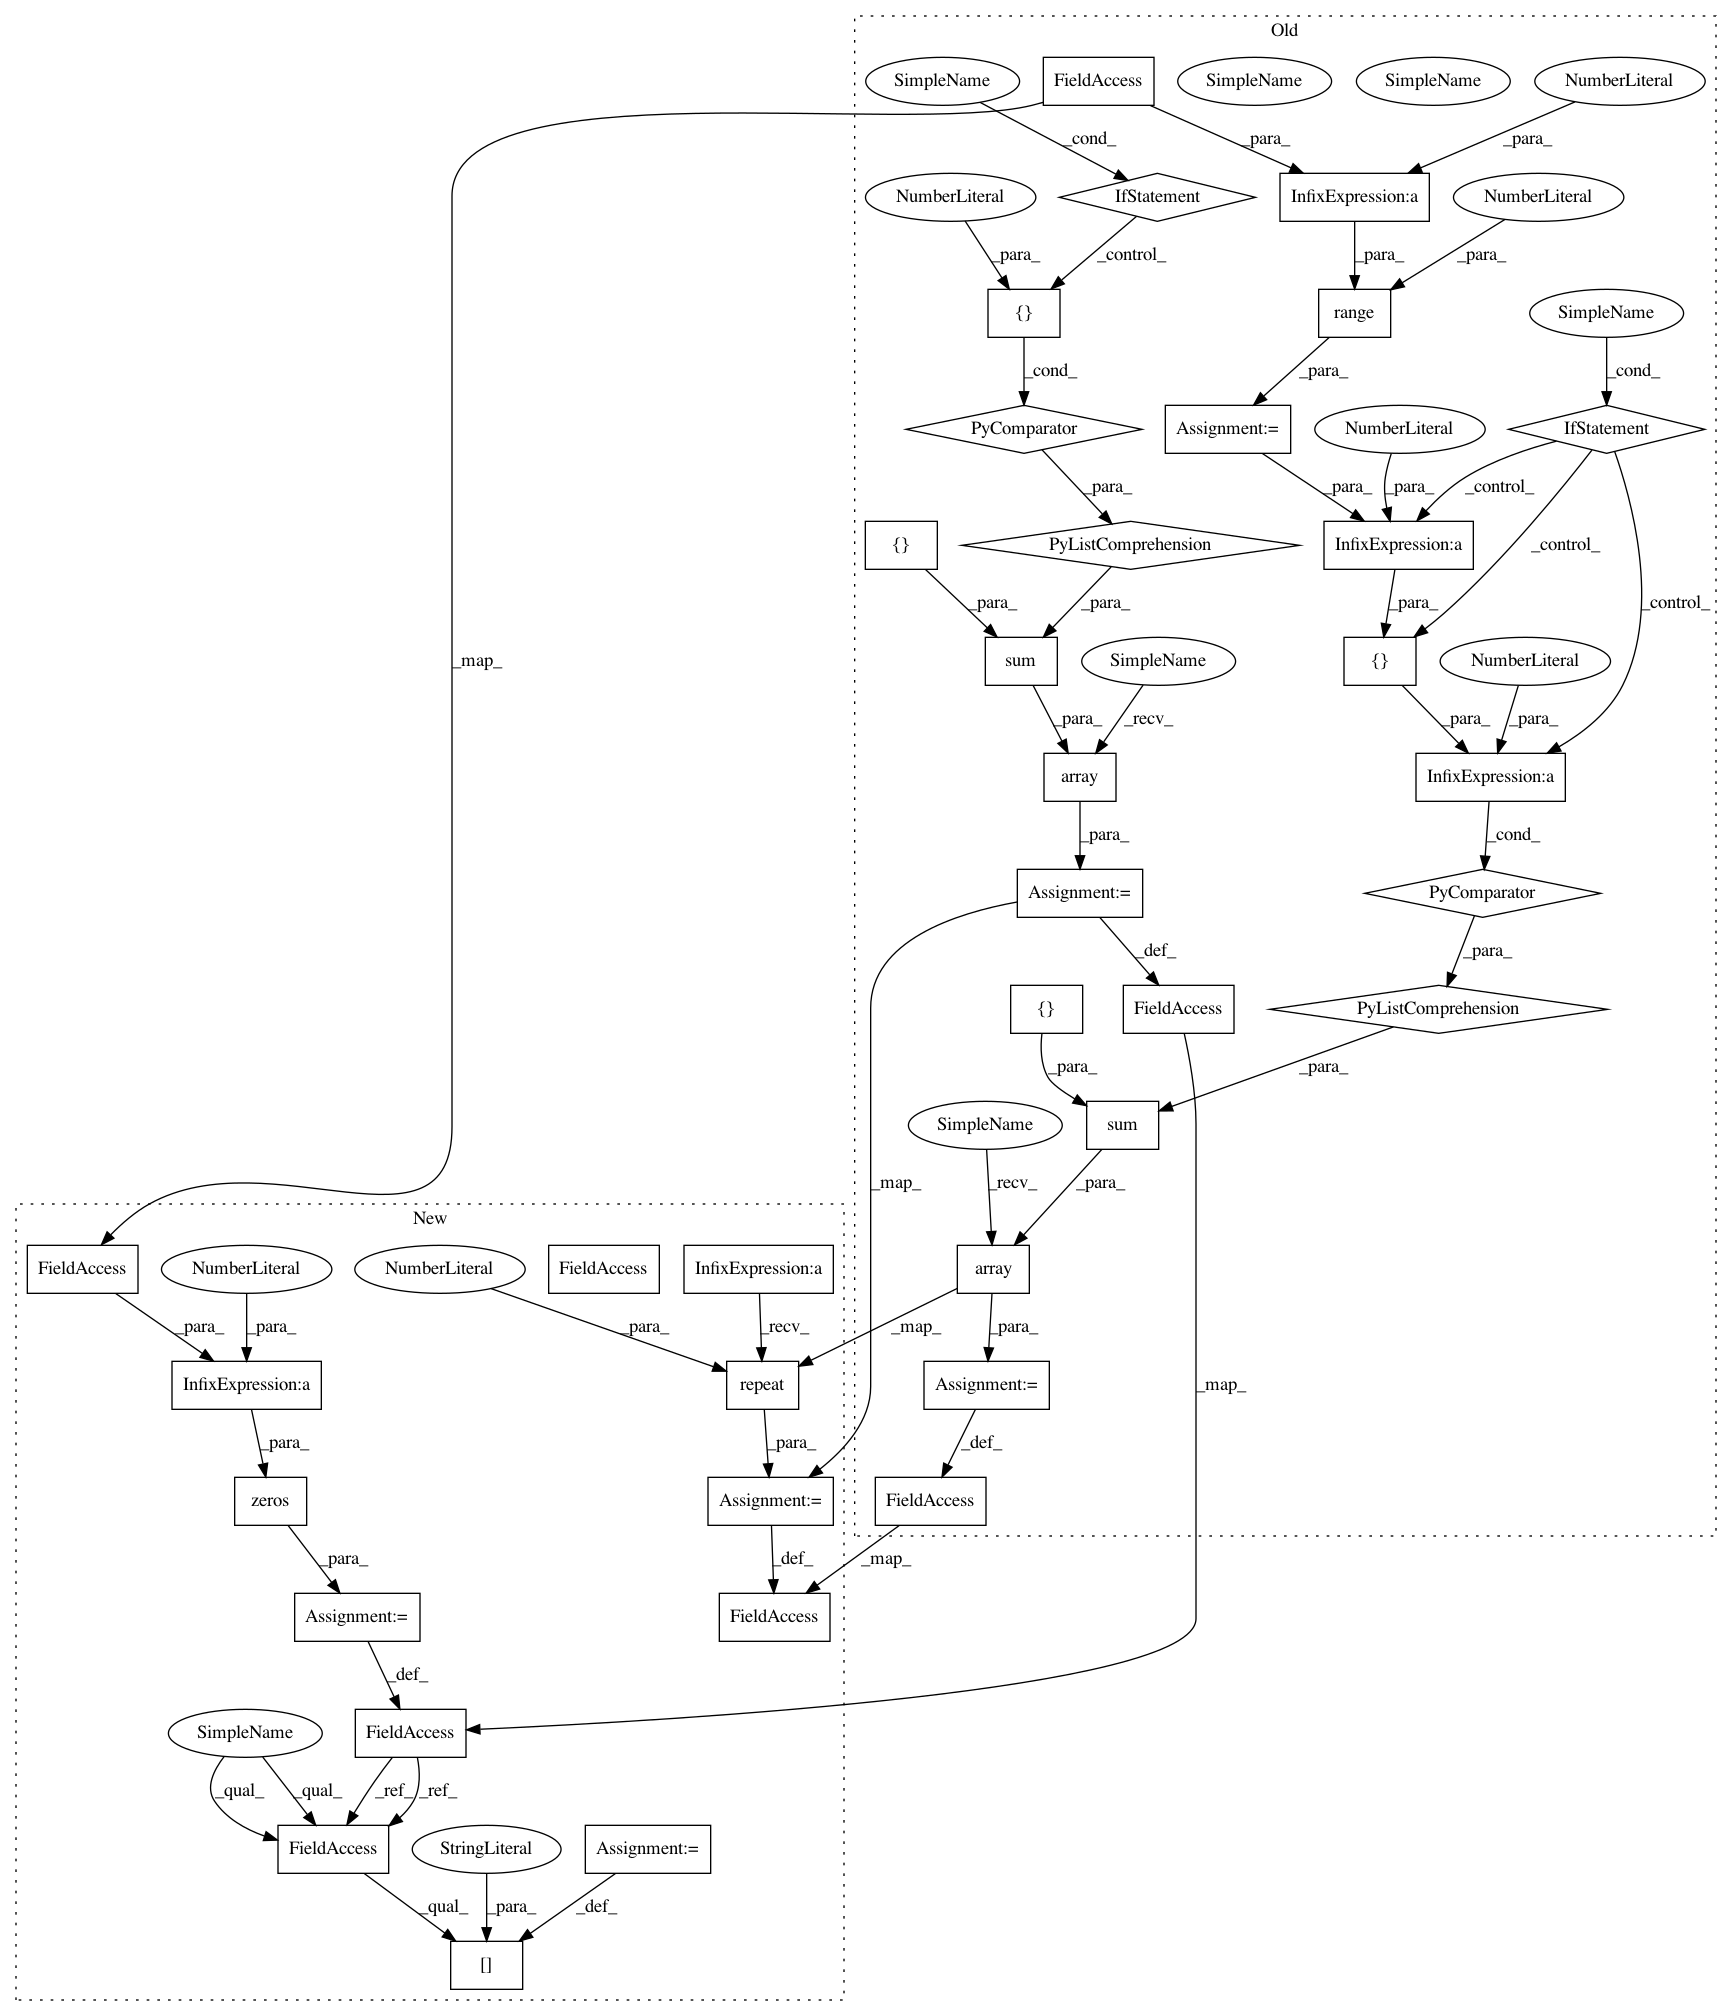 Old
SimpleName
FieldAccess
SimpleName
SimpleName
NumberLiteral
_cond_
_para_
_para_
NumberLiteral
IfStatement
InfixExpression:a
NumberLiteral
_para_
_control_
_para_
_para_
{}
range
SimpleName
_cond_
_para_
_cond_
PyComparator
Assignment:=
NumberLiteral
IfStatement
_para_
_para_
_para_
_control_
{}
PyListComprehension
InfixExpression:a
_control_
_para_
_para_
_para_
_control_
_map_
sum
SimpleName
{}
NumberLiteral
_para_
_recv_
_para_
_para_
array
InfixExpression:a
_para_
_cond_
Assignment:=
PyComparator
_def_
_para_
{}
FieldAccess
PyListComprehension
_para_
_para_
SimpleName
sum
_map_
_recv_
_para_
New
FieldAccess
NumberLiteral
NumberLiteral
FieldAccess
InfixExpression:a
array
_para_
_para_
_para_
_recv_
_map_
_para_
InfixExpression:a
repeat
Assignment:=
_map_
_para_
_para_
_def_
zeros
Assignment:=
FieldAccess
_para_
_def_
_map_
Assignment:=
FieldAccess
_def_
SimpleName
FieldAccess
_qual_
_qual_
_ref_
_ref_
FieldAccess
StringLiteral
Assignment:=
_qual_
_para_
_def_
[]